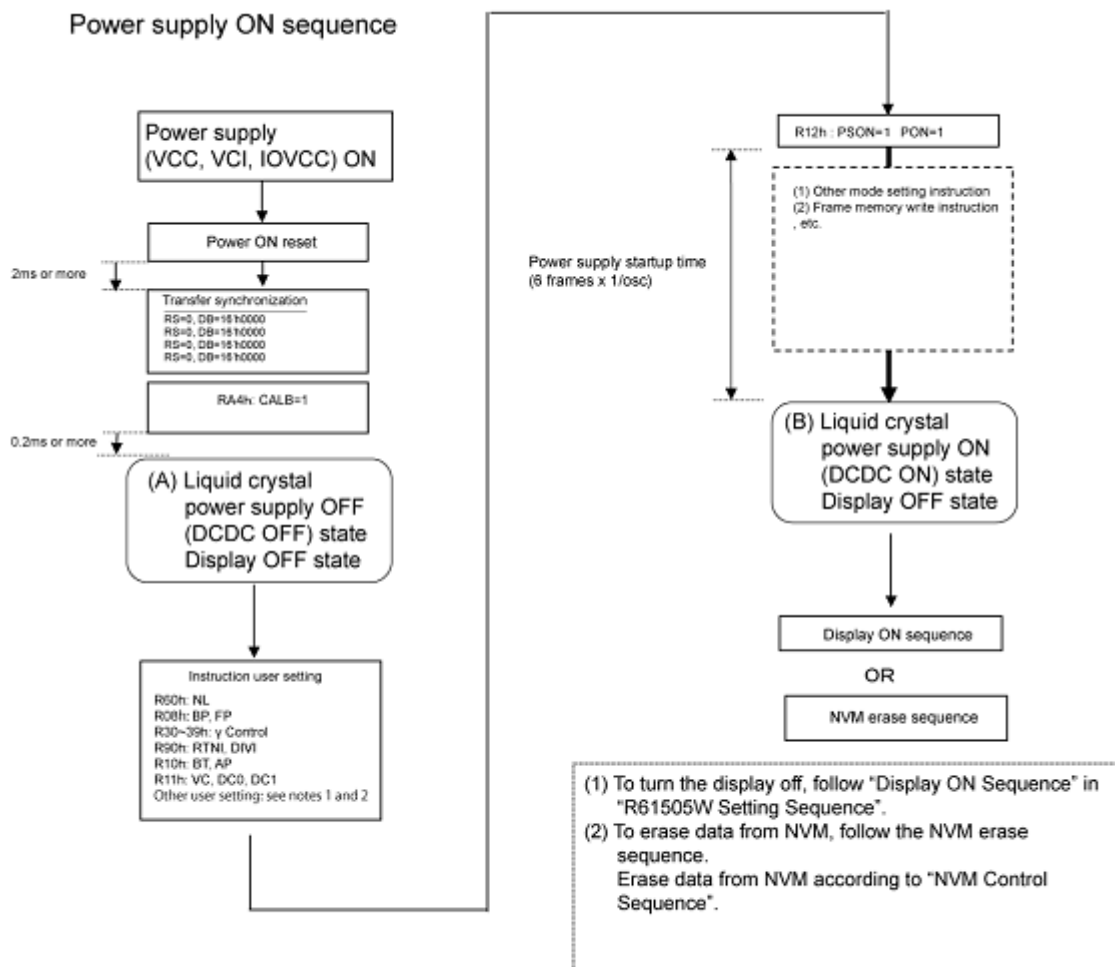 Power supply ON sequence
Power supply
(VCC, VCI, IOVCC) ON
Power ON reset
2ms or more
Transfer synchronization
RS=0, DB=16'h0000
RS=0, DB=16'h0000
RS=0, DB=16'h0000
RS=0, DB=16'h0000
RA4h: CALB=1
0.2ms or more
(A) Liquid crystal
power supply OFF
(DCDC OFF) state
Display OFF state
Instruction user setting
R60h: NL
R08h: BP, FP
R30~39h: γ Control
R90h: RTNI, DIVI
R10h: BT, AP
R11h: VC, DC0, DC1
Other user setting: see notes 1 and 2
R12h : PSON=1 PON=1
(1) Other mode setting instruction
(2) Frame memory write instruction
, etc.
Power supply startup time
(6 frames x 1/osc)
(B) Liquid crystal
power supply ON
(DCDC ON) state
Display OFF state
Display ON sequence
OR
NVM erase sequence
(1) To turn the display off, follow “Display ON Sequence” in
“R61505W Setting Sequence”.
(2) To erase data from NVM, follow the NVM erase
sequence.
Erase data from NVM according to “NVM Control
Sequence”.